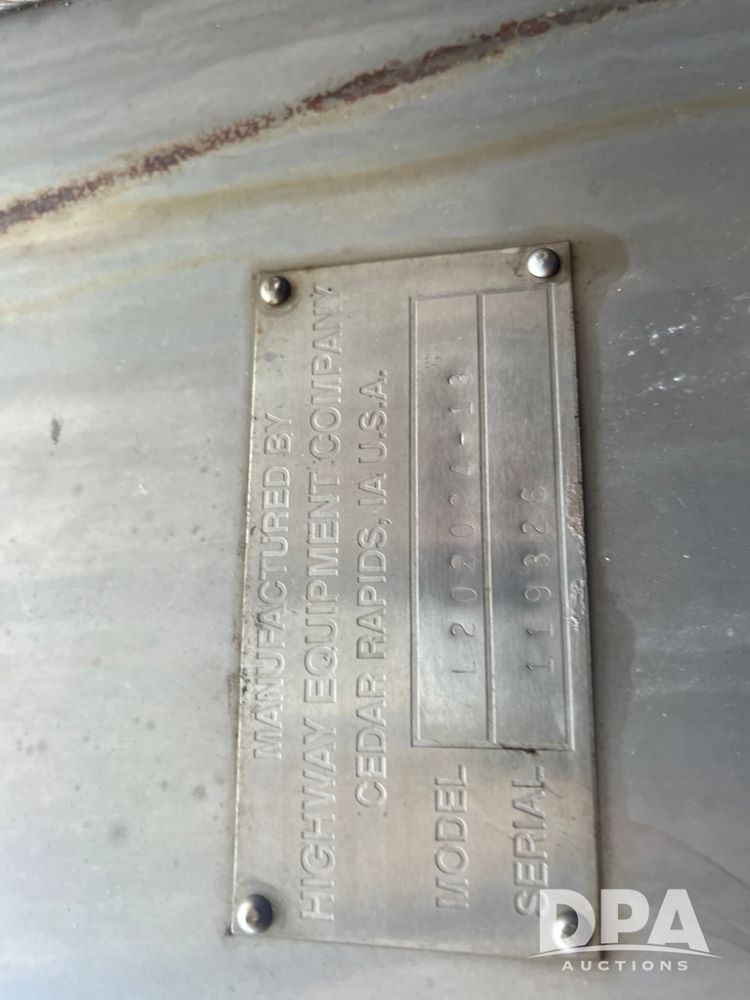 MANUFACTURED BY
HIGHWAY EQUIPMENT COMPANY
CEDAR RAPIDS, IA U.S.A.
MODEL
SERIAL 119326
DPA
AUCTIONS